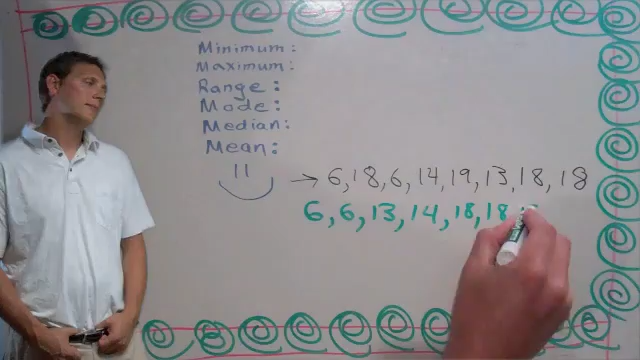 Minimum:
Maximum:
Range:
Mode:
Median:
Mean:
→ 6, 18, 6, 14, 19, 13, 18, 18
6, 6, 13, 14, 18, 18